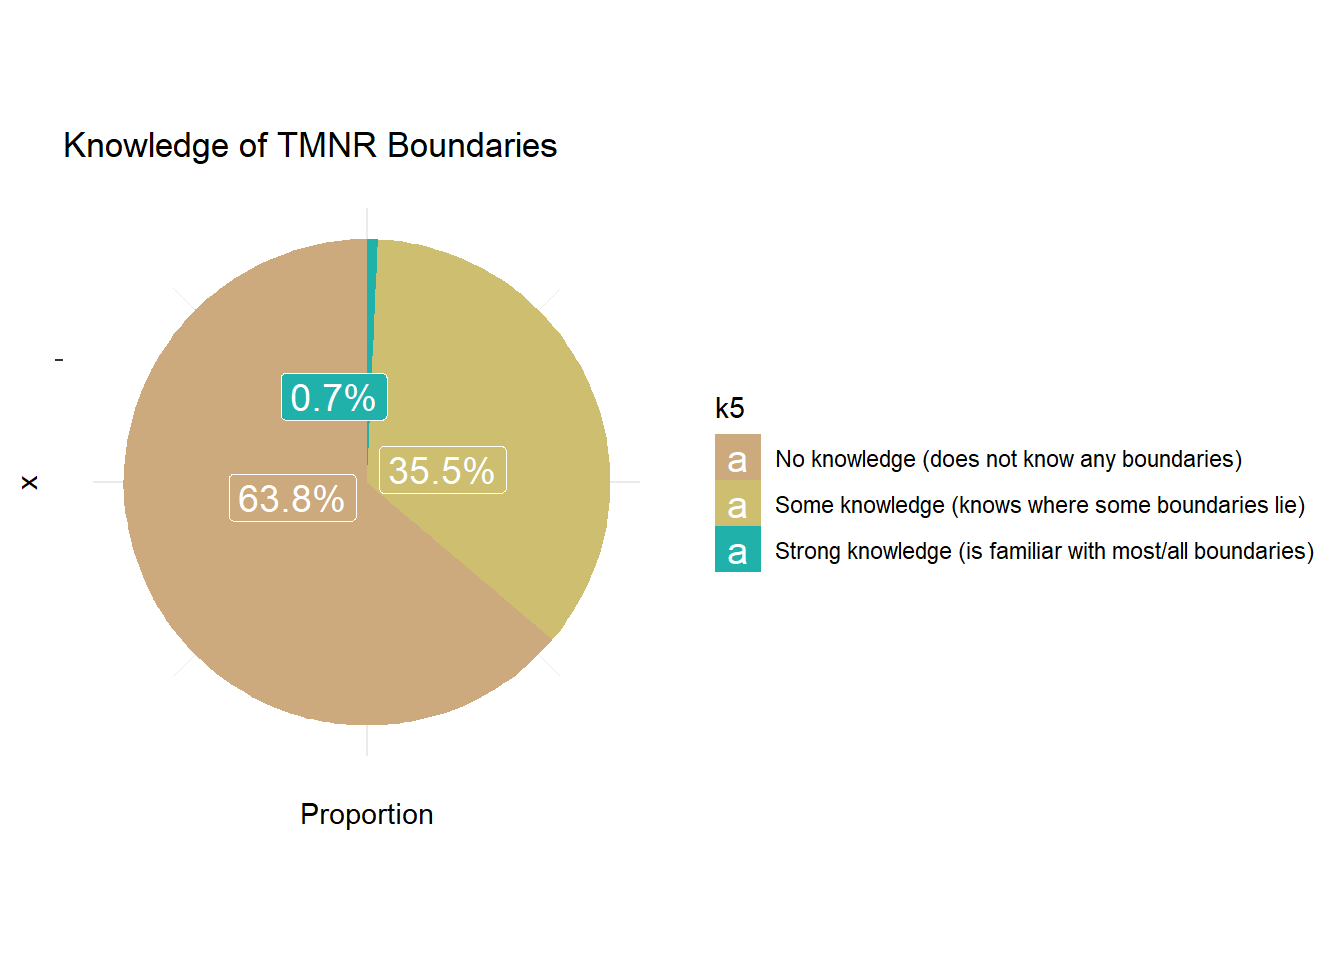 Knowledge of TMNR Boundaries
0.7%
35.5%
63.8%
x
Proportion
k5
a No knowledge (does not know any boundaries)
a Some knowledge (knows where some boundaries lie)
a Strong knowledge (is familiar with most/all boundaries)